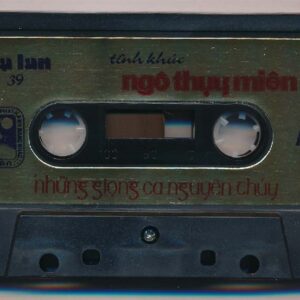 tình khúc
39
ngô thụy miên
những giọng ca nguyên thủy